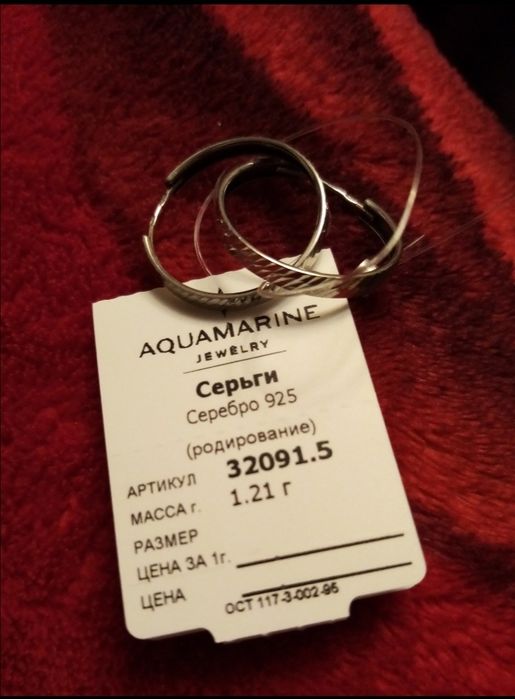 AQUAMARINE
JEWELRY
Серьги
Серебро 925
(родирование)
АРТИКУЛ 32091.5
МАССА г. 1.21 г
РАЗМЕР
ЦЕНА ЗА 1г.
ЦЕНА
ОСТ 117-3-002-95